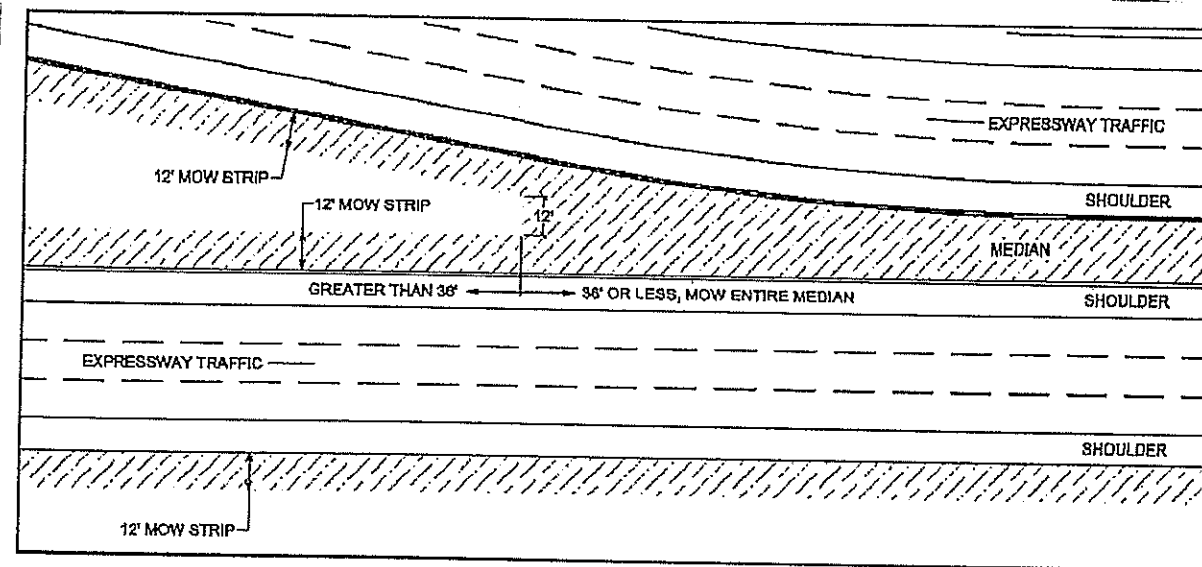 EXPRESSWAY TRAFFIC
12' MOW STRIP
SHOULDER
12' MOW STRIP
12'
MEDIAN
GREATER THAN 36'
36' OR LESS, MOW ENTIRE MEDIAN
SHOULDER
EXPRESSWAY TRAFFIC
SHOULDER
12' MOW STRIP